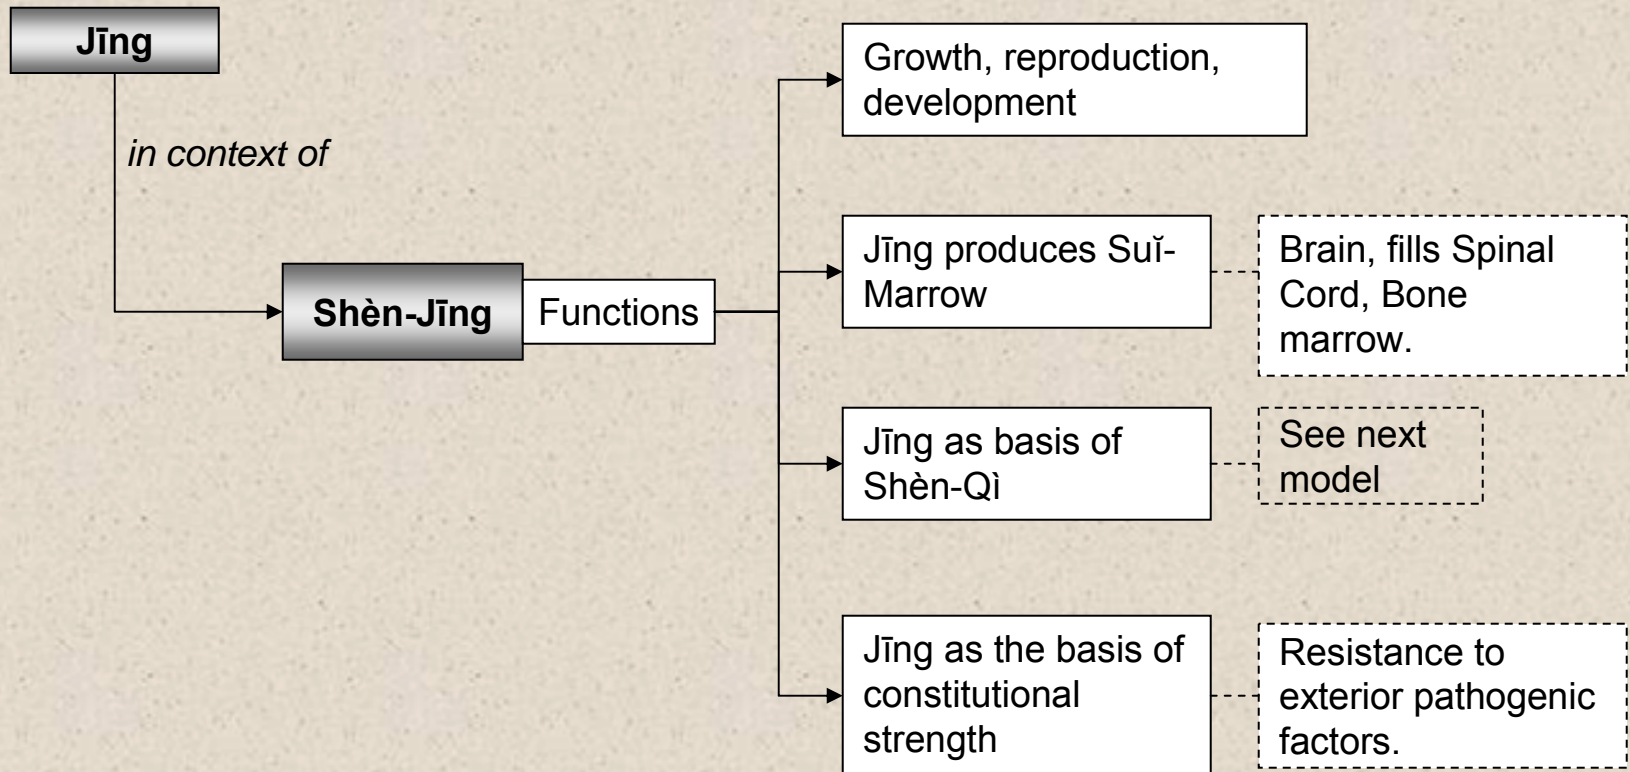 Jīng
in context of
Shèn-Jīng
Functions
Growth, reproduction,
development
Jīng produces Suĭ-
Marrow
Brain, fills Spinal
Cord, Bone
marrow.
Jīng as basis of
Shèn-Qì
See next
model
Jīng as the basis of
constitutional
strength
Resistance to
exterior pathogenic
factors.